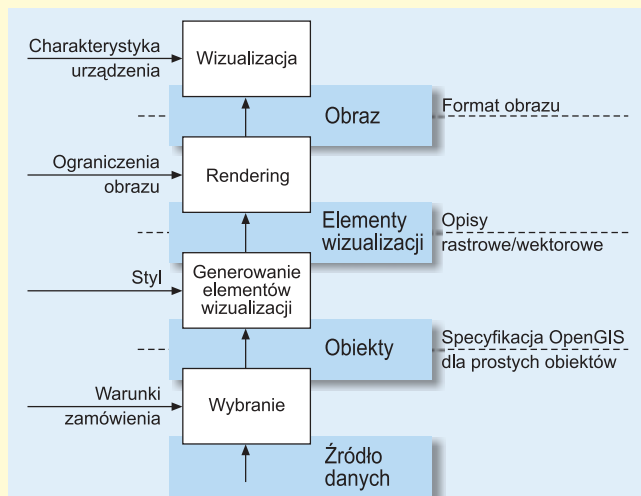 Charakterystyka
urządzenia
Wizualizacja
Obraz
Format obrazu
Ograniczenia
obrazu
Rendering
Elementy
wizualizacji
Opisy
rastrowe/wektorowe
Styl
Generowanie
elementów
wizualizacji
Obiekty
Specyfikacja OpenGIS
dla prostych obiektów
Warunki
zamówienia
Wybranie
Źródło
danych